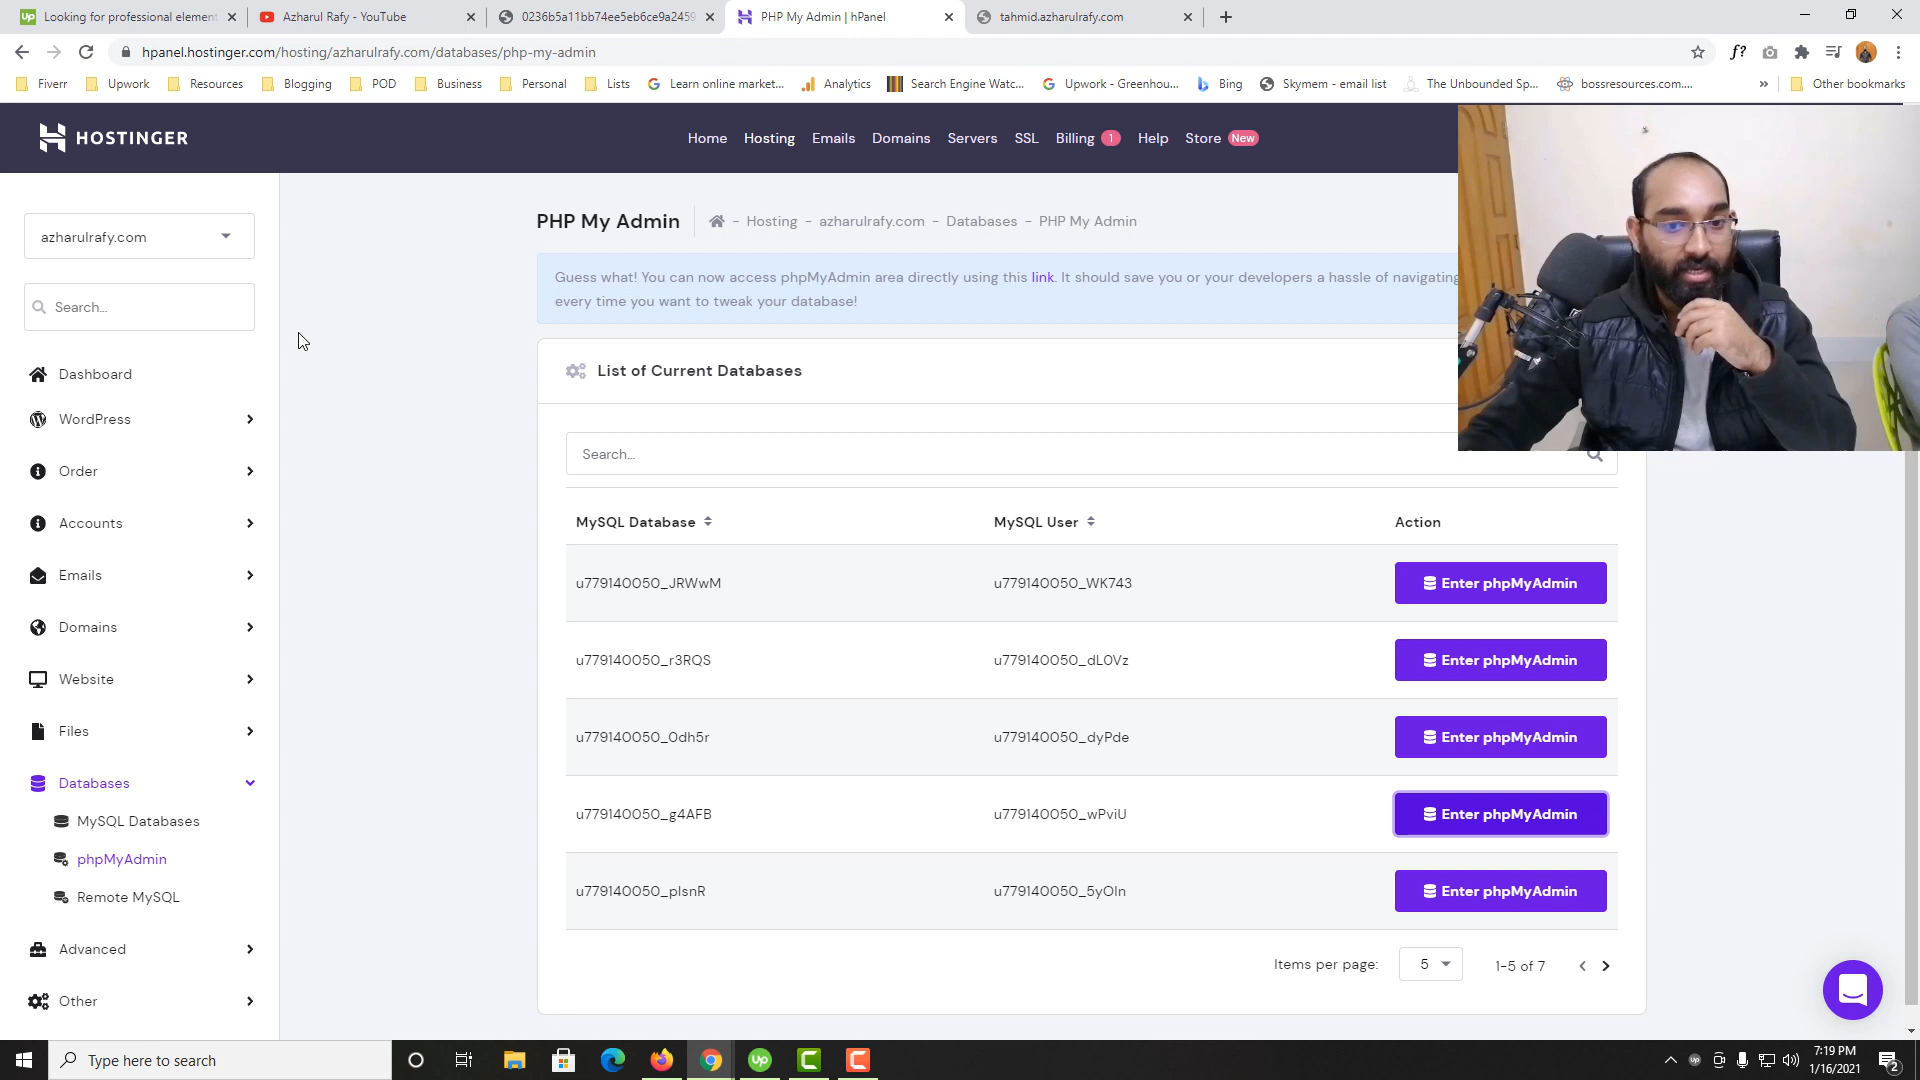 Looking for professional element
Azharul Rafy - YouTube
0236b5a11bb74ee5eb6ce9a2459
PHP My Admin | hPanel
tahmid.azharulrafy.com
hpanel.hostinger.com/hosting/azharulrafy.com/databases/php-my-admin
Fiverr
Upwork
Resources
Blogging
POD
Business
Personal
Lists
Learn online market...
Analytics
Search Engine Watc...
Upwork - Greenhou...
Bing
Skymem - email list
The Unbounded Sp...
bossresources.com....
Other bookmarks
HOSTINGER
Home
Hosting
Emails
Domains
Servers
SSL
Billing 1
Help
Store New
azharulrafy.com
Search...
Dashboard
WordPress
Order
Accounts
Emails
Domains
Website
Files
Databases
MySQL Databases
phpMyAdmin
Remote MySQL
Advanced
Other
PHP My Admin
- Hosting - azharulrafy.com - Databases - PHP My Admin
Guess what! You can now access phpMyAdmin area directly using this link. It should save you or your developers a hassle of navigating
every time you want to tweak your database!
List of Current Databases
Search...
MySQL Database MySQL User Action
u779140050_JRWwM u779140050_WK743 Enter phpMyAdmin
u779140050_r3RQS u779140050_dL0Vz Enter phpMyAdmin
u779140050_0dh5r u779140050_dyPde Enter phpMyAdmin
u779140050_g4AFB u779140050_wPviU Enter phpMyAdmin
u779140050_pIsnR u779140050_5yOIn Enter phpMyAdmin
Items per page: 5 1-5 of 7
Type here to search
7:19 PM
1/16/2021
2